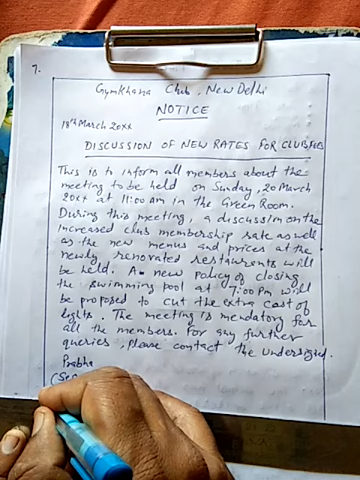 7.
Gymkhana Club, New Delhi
NOTICE
18th March 20xx
DISCUSSION OF NEW RATES FOR CLUB FEES
This is to inform all members about the
meeting to be held on Sunday, 20 March
20xx at 11:00 am in the Green Room.
During this meeting, a discussion on the
increased club membership rate as well
as the new menus and prices at the
newly renovated restaurants will
be held. A new policy of closing
the swimming pool at 7:00 Pm will
be proposed to cut the extra cost of
lights. The meeting is mendatory for
all the members. For any further
queries, please contact the undersigned.
Prabha
(Sec